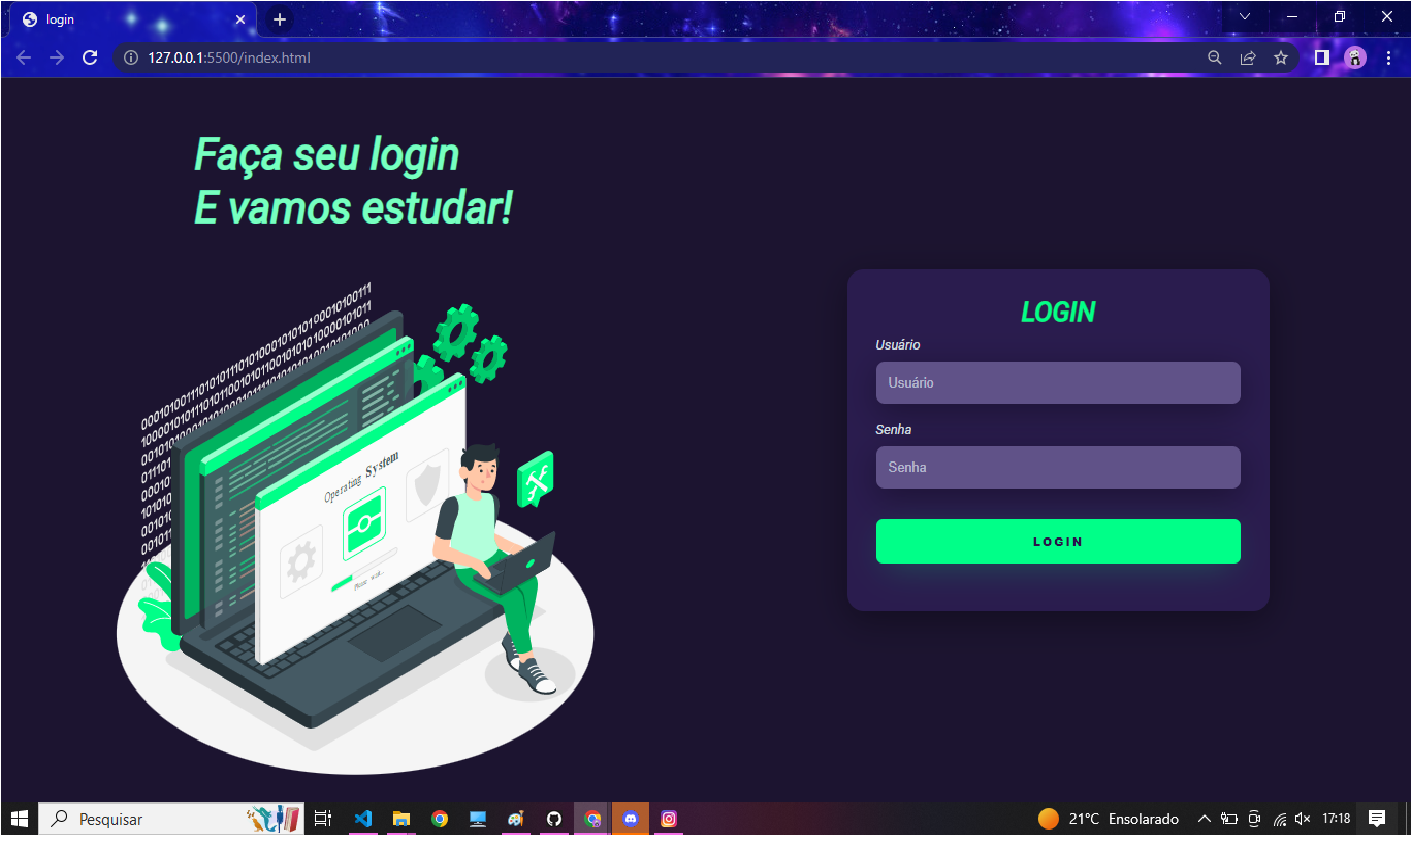 login
127.0.0.1:5500/index.html
Faça seu login
E vamos estudar!
LOGIN
Usuário
Usuário
Senha
Senha
LOGIN
Operating System
Pesquisar
21°C Ensolarado
17:18